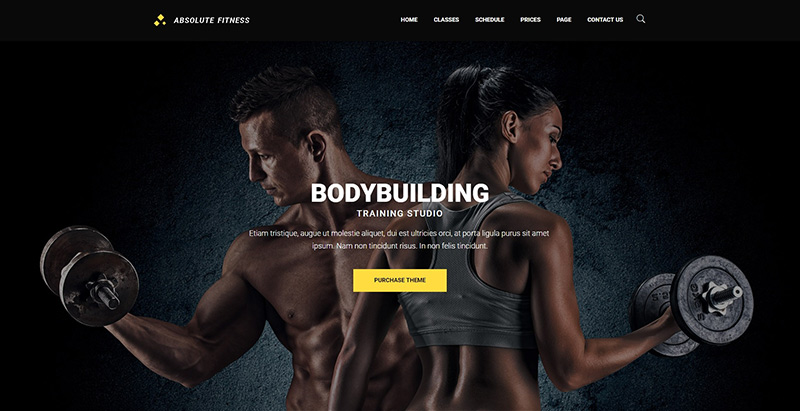 ABSOLUTE FITNESS
HOME CLASSES SCHEDULE PRICES PAGE CONTACT US
BODYBUILDING
TRAINING STUDIO
Etiam tristique, augue ut molestie aliquet, dui est ultricies orci, at porta ligula purus sit amet
ipsum. Nam non tincidunt risus. In non felis tincidunt.
PURCHASE THEME